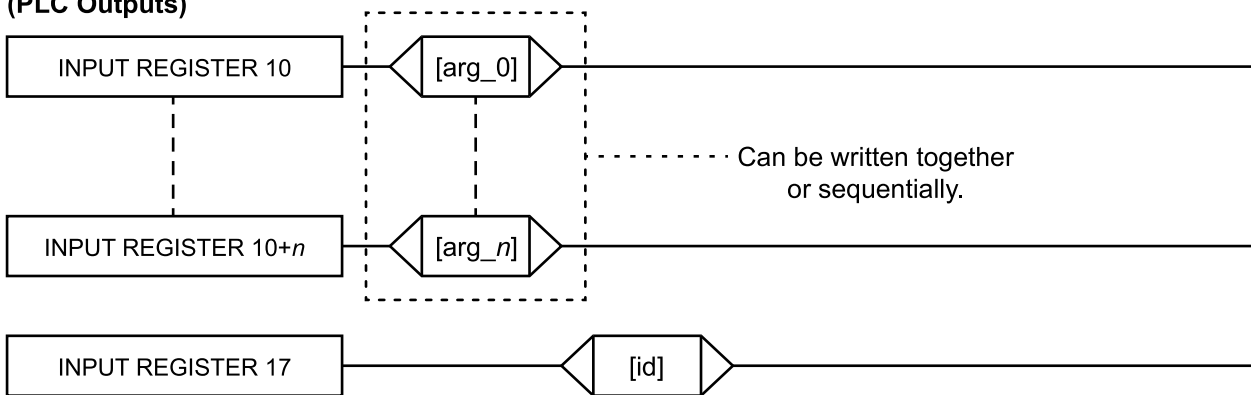 (PLC Outputs)
INPUT REGISTER 10
[arg_0]
Can be written together
or sequentially.
INPUT REGISTER 10+n
[arg_n]
INPUT REGISTER 17
[id]